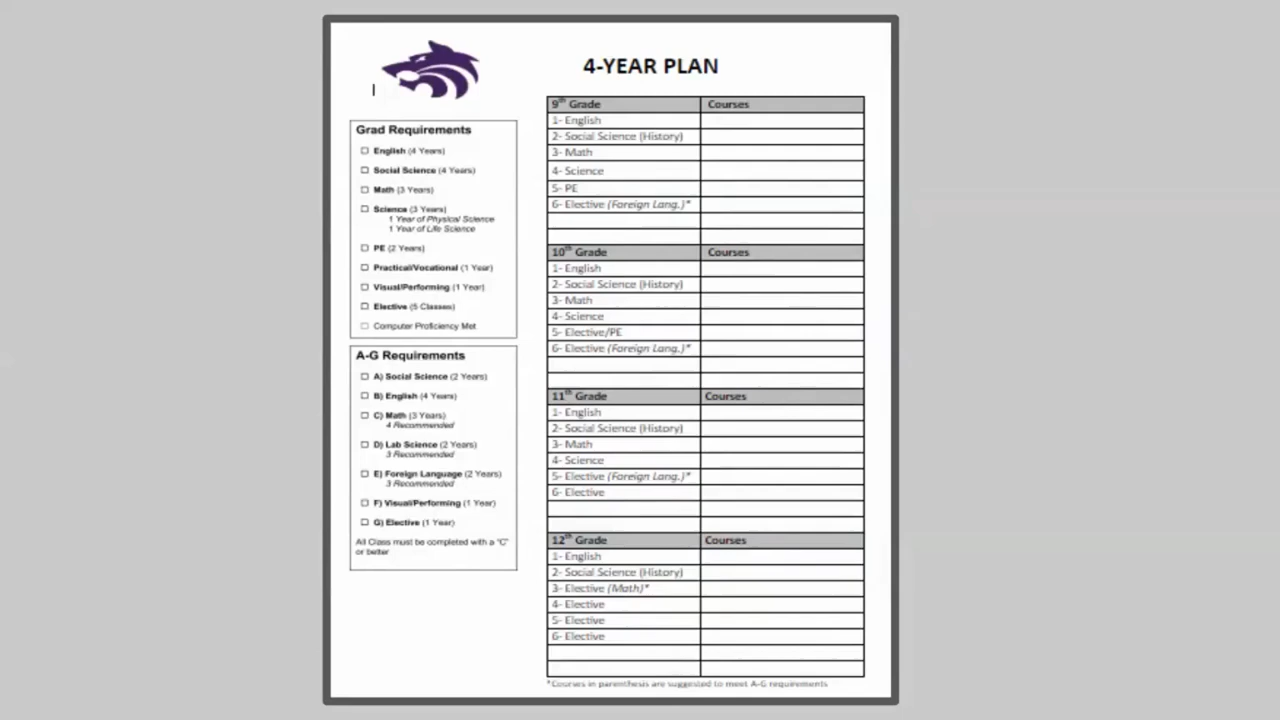 4-YEAR PLAN
Grad Requirements
☐ English (4 Years)
☐ Social Science (4 Years)
☐ Math (3 Years)
☐ Science (3 Years)
1 Year of Physical Science
1 Year of Life Science
☐ PE (2 Years)
☐ Practical/Vocational (1 Year)
☐ Visual/Performing (1 Year)
☐ Elective (5 Classes)
☐ Computer Proficiency Met
A-G Requirements
☐ A) Social Science (2 Years)
☐ B) English (4 Years)
☐ C) Math (3 Years)
4 Recommended
☐ D) Lab Science (2 Years)
3 Recommended
☐ E) Foreign Language (2 Years)
3 Recommended
☐ F) Visual/Performing (1 Year)
☐ G) Elective (1 Year)
All Class must be completed with a "C"
or better
9th Grade Courses
1- English
2- Social Science (History)
3- Math
4- Science
5- PE
6- Elective (Foreign Lang.)*
10th Grade Courses
1- English
2- Social Science (History)
3- Math
4- Science
5- Elective/PE
6- Elective (Foreign Lang.)*
11th Grade Courses
1- English
2- Social Science (History)
3- Math
4- Science
5- Elective (Foreign Lang.)*
6- Elective
12th Grade Courses
1- English
2- Social Science (History)
3- Elective (Math)*
4- Elective
5- Elective
6- Elective
*Courses in parenthesis are suggested to meet A-G requirements